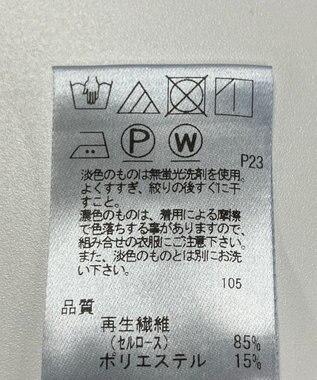 P W
P23
淡色のものは無蛍光洗剤を使用。
よくすすぎ、絞りの後すぐに干
すこと。
濃色のものは、着用による摩擦
で色落ちする事がありますので、
組み合せの衣服にご注意下さい。
また、淡色のものとは別にお洗
い下さい。
105
品質
再生繊維
(セルロース) 85%
ポリエステル 15%